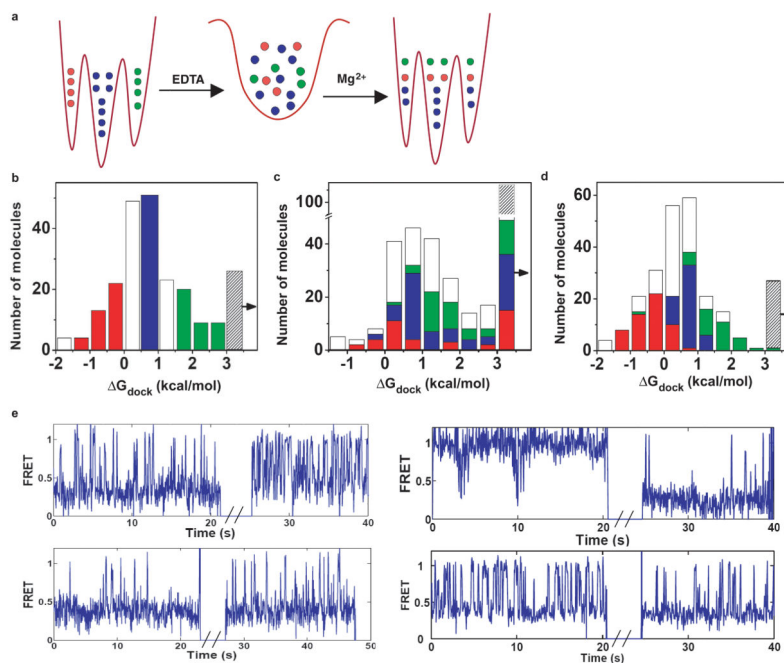 a
EDTA
Mg²⁺
b
c
d
Number of molecules
40
20
0
-2 -1 0 1 2 3
ΔG_dock (kcal/mol)
Number of molecules
100
40
20
0
-1 0 1 2 3
ΔG_dock (kcal/mol)
Number of molecules
60
40
20
0
-2 -1 0 1 2 3
ΔG_dock (kcal/mol)
e
FRET
1
0.5
0
0 10 20 30 40
Time (s)
FRET
1
0.5
0
0 10 20 30 40
Time (s)
FRET
1
0.5
0
0 10 20 30 40 50
Time (s)
FRET
1
0.5
0
0 10 20 30 40
Time (s)